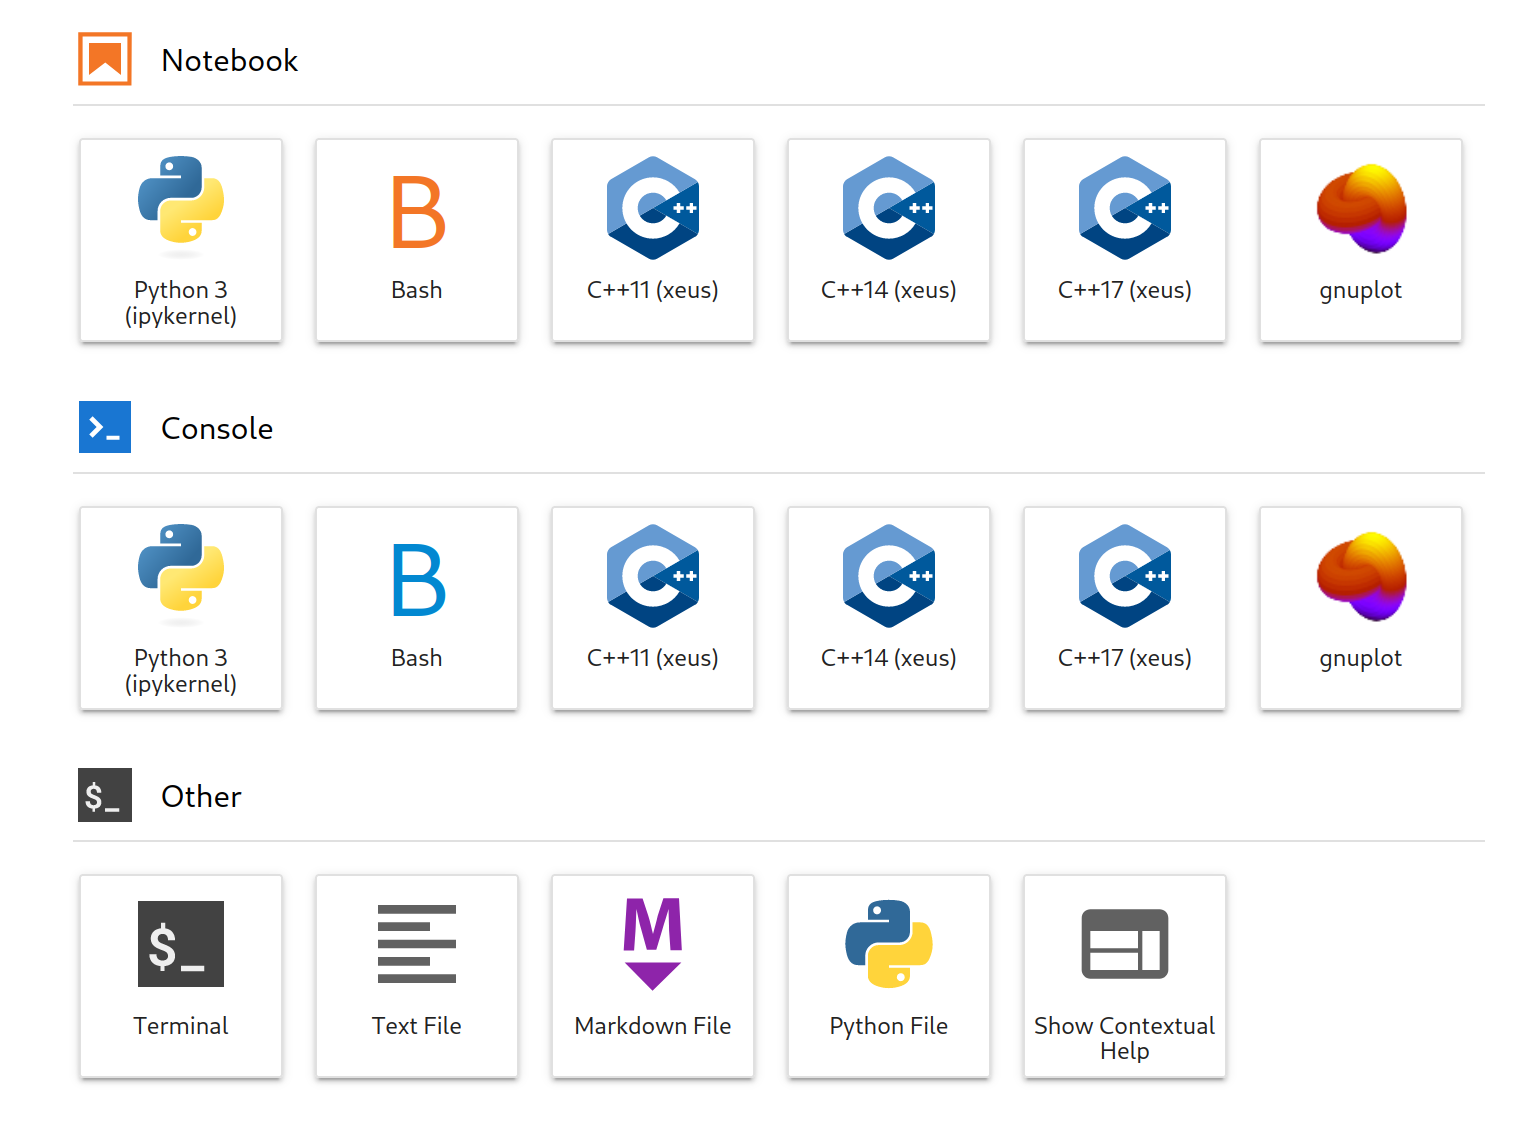 Notebook
Python 3
(ipykernel)
B
Bash
++
C++11 (xeus)
++
C++14 (xeus)
++
C++17 (xeus)
gnuplot
>_ Console
Python 3
(ipykernel)
B
Bash
++
C++11 (xeus)
++
C++14 (xeus)
++
C++17 (xeus)
gnuplot
$_ Other
$_
Terminal
Text File
M
Markdown File
Python File
Show Contextual
Help